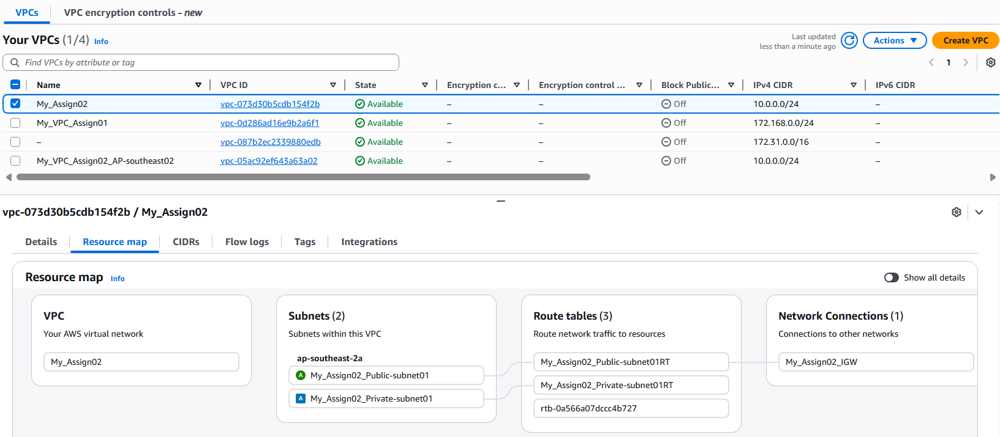 VPCs
VPC encryption controls - new
Your VPCs (1/4) Info
Last updated
less than a minute ago
Actions
Create VPC
Find VPCs by attribute or tag
1
Name VPC ID State Encryption c... Encryption control ... Block Public... IPv4 CIDR IPv6 CIDR
My_Assign02 vpc-073d30b5cdb154f2b Available – – Off 10.0.0.0/24 –
My_VPC_Assign01 vpc-0d286ad16e9b2a6f1 Available – – Off 172.168.0.0/24 –
– vpc-087b2ec2339880edb Available – – Off 172.31.0.0/16 –
My_VPC_Assign02_AP-southeast02 vpc-05ac92ef643a63a02 Available – – Off 10.0.0.0/24 –
vpc-073d30b5cdb154f2b / My_Assign02
Details Resource map CIDRs Flow logs Tags Integrations
Resource map Info
Show all details
VPC
Your AWS virtual network
My_Assign02
Subnets (2)
Subnets within this VPC
ap-southeast-2a
A My_Assign02_Public-subnet01
A My_Assign02_Private-subnet01
Route tables (3)
Route network traffic to resources
My_Assign02_Public-subnet01RT
My_Assign02_Private-subnet01RT
rtb-0a566a07dccc4b727
Network Connections (1)
Connections to other networks
My_Assign02_IGW